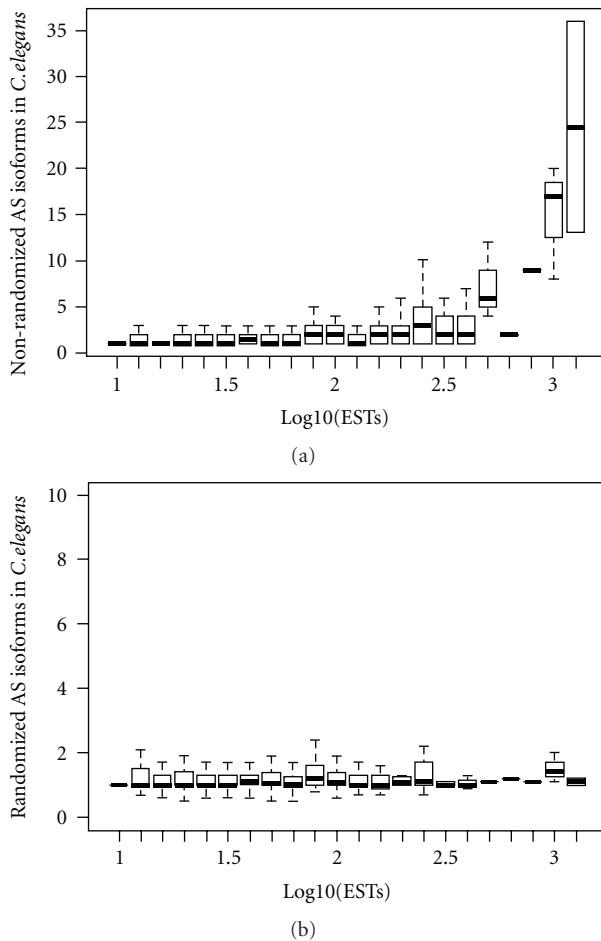 Non-randomized AS isoforms in C.elegans
35
30
25
20
15
10
5
0
1 1.5 2 2.5 3
Log10(ESTs)
(a)
Randomized AS isoforms in C.elegans
10
8
6
4
2
0
1 1.5 2 2.5 3
Log10(ESTs)
(b)